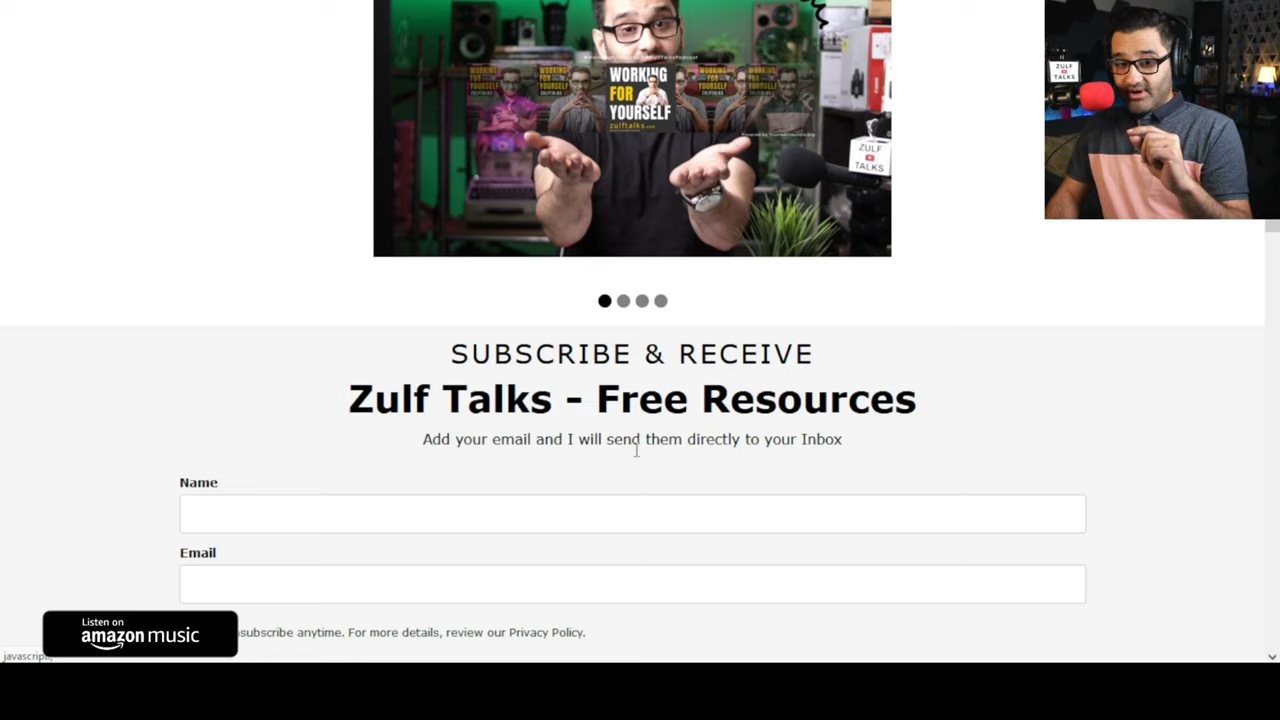 WORKING
FOR
YOURSELF
zulftalks.com
ZULF
TALKS
ZULF
TALKS
SUBSCRIBE & RECEIVE
Zulf Talks - Free Resources
Add your email and I will send them directly to your Inbox
Name
Email
subscribe anytime. For more details, review our Privacy Policy.
Listen on
amazon music
javascript: